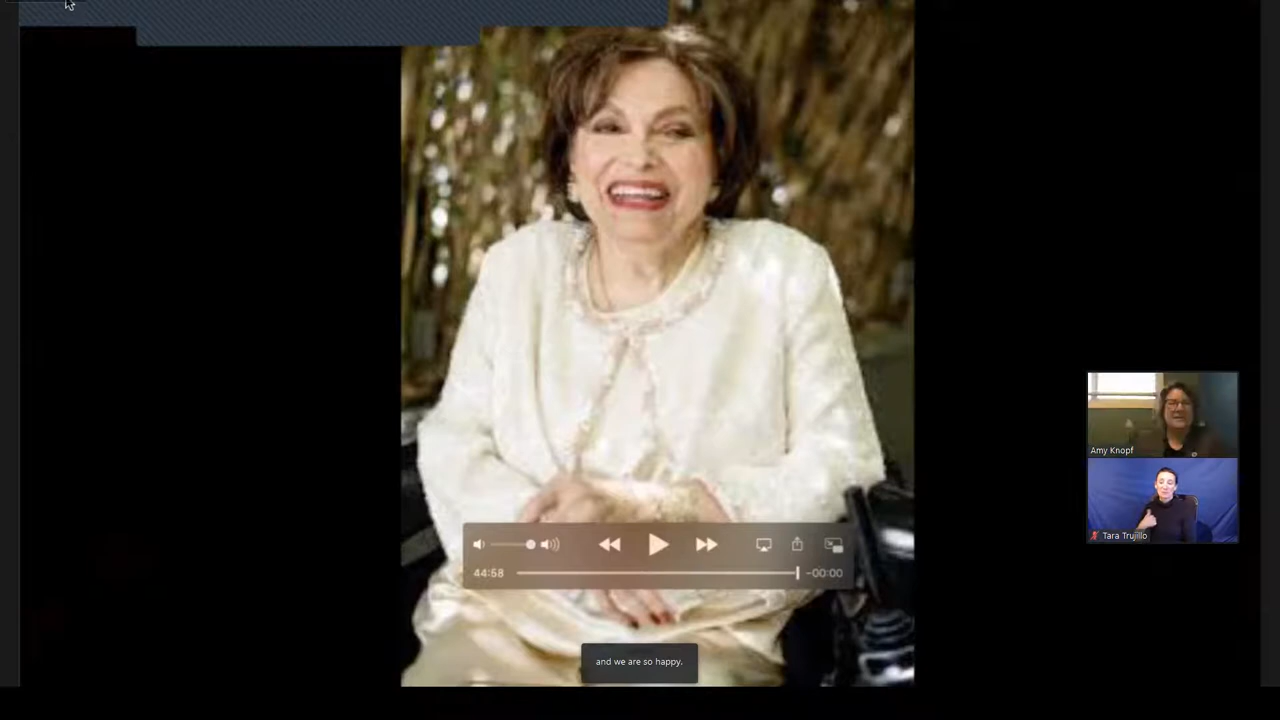 Amy Knopf
Tara Trujillo
44:58
-00:00
and we are so happy.